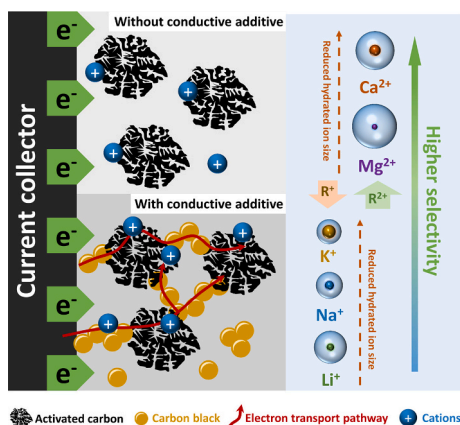 Without conductive additive
e-
e-
e-
Current collector
+
+
+
+
With conductive additive
e-
e-
e-
+
+
+
+
+
Reduced hydrated ion size
Ca2+
Mg2+
R+
R2+
K+
Na+
Li+
Reduced hydrated ion size
Higher selectivity
Activated carbon
Carbon black
Electron transport pathway
+
Cations